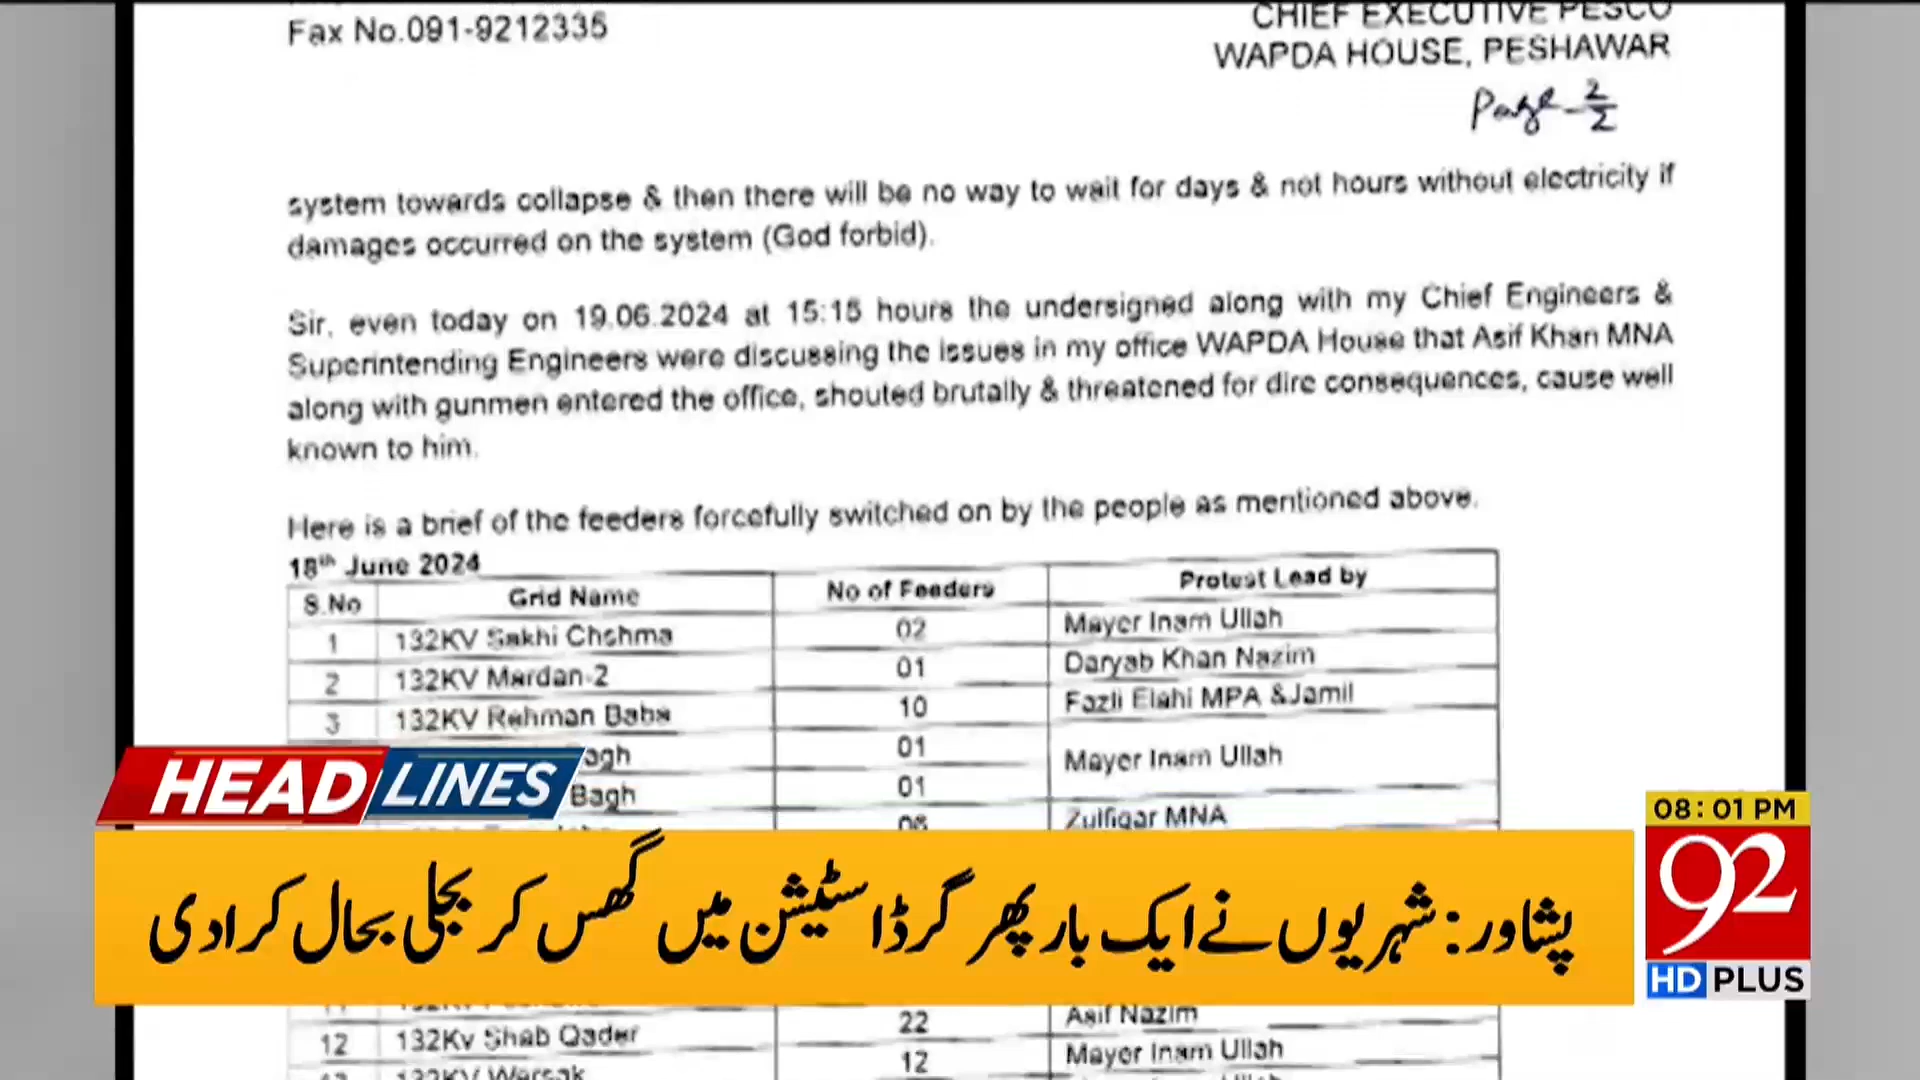 Fax No.091-9212335
CHIEF EXECUTIVE PESCO
WAPDA HOUSE, PESHAWAR
Page-2/2
system towards collapse & then there will be no way to wait for days & not hours without electricity if
damages occurred on the system (God forbid).
Sir, even today on 19.06.2024 at 15:15 hours the undersigned along with my Chief Engineers &
Superintending Engineers were discussing the issues in my office WAPDA House that Asif Khan MNA
along with gunmen entered the office, shouted brutally & threatened for dire consequences, cause well
known to him.
Here is a brief of the feeders forcefully switched on by the people as mentioned above.
18th June 2024
S.No Grid Name No of Feeders Protest Lead by
1 132KV Sakhi Chshma 02 Mayer Inam Ullah
2 132KV Mardan-2 01 Daryab Khan Nazim
3 132KV Rehman Baba 10 Fazli Elahi MPA &Jamil
agh 01 Mayer Inam Ullah
Bagh 01
06 Zulfiqar MNA
HEADLINES
08:01 PM
پشاور: شہریوں نے ایک بار پھر گرڈ اسٹیشن میں گھس کر بجلی بحال کرا دی
92
HD PLUS
22 Asif Nazim
12 132Kv Shab Qader 12 Mayer Inam Ullah
132KV Warsak